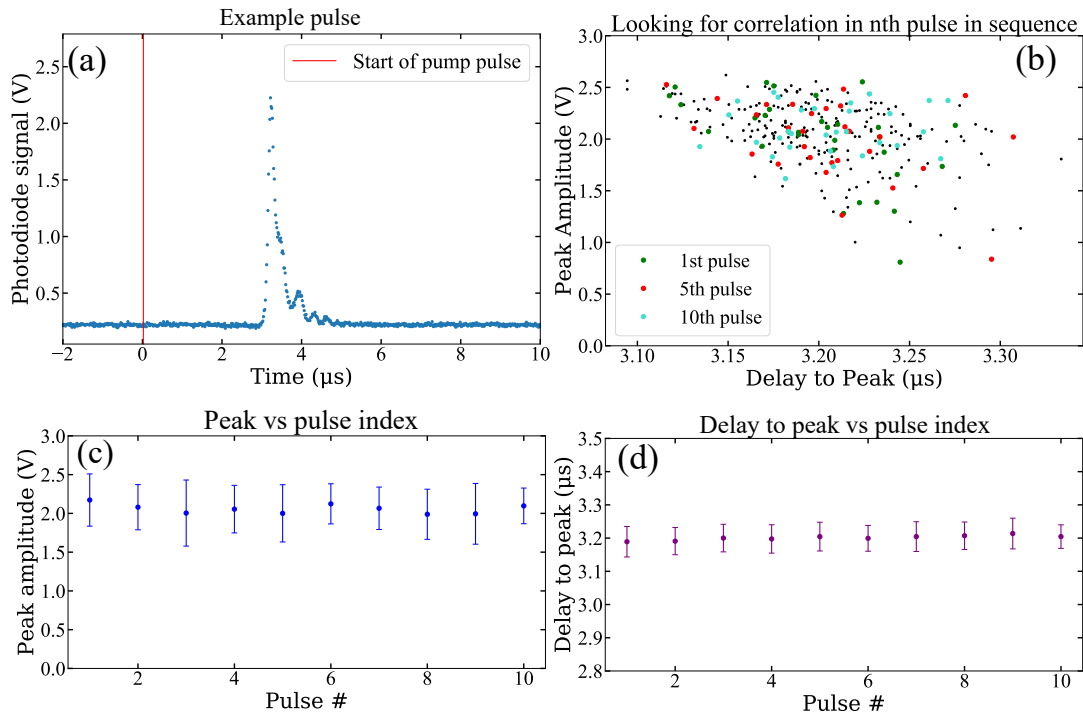 Example pulse
(a)
Start of pump pulse
Photodiode signal (V)
2.5
2.0
1.5
1.0
0.5
−2
0
2
4
6
8
10
Time (μs)
Looking for correlation in nth pulse in sequence
(b)
Peak Amplitude (V)
3.0
2.5
2.0
1.5
1.0
0.5
0.0
1st pulse
5th pulse
10th pulse
3.10
3.15
3.20
3.25
3.30
Delay to Peak (μs)
Peak vs pulse index
(c)
Peak amplitude (V)
3.0
2.5
2.0
1.5
1.0
0.5
0.0
2
4
6
8
10
Pulse #
Delay to peak vs pulse index
(d)
Delay to peak (μs)
3.5
3.4
3.3
3.2
3.1
3.0
2.9
2.8
2
4
6
8
10
Pulse #